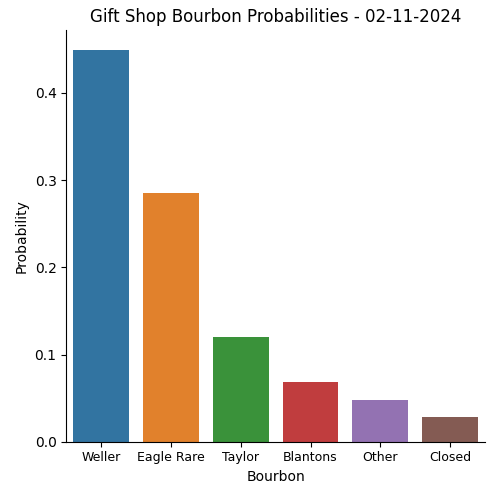 Gift Shop Bourbon Probabilities - 02-11-2024
0.4
0.3
0.2
0.1
0.0
Probability
Weller Eagle Rare Taylor Blantons Other Closed
Bourbon